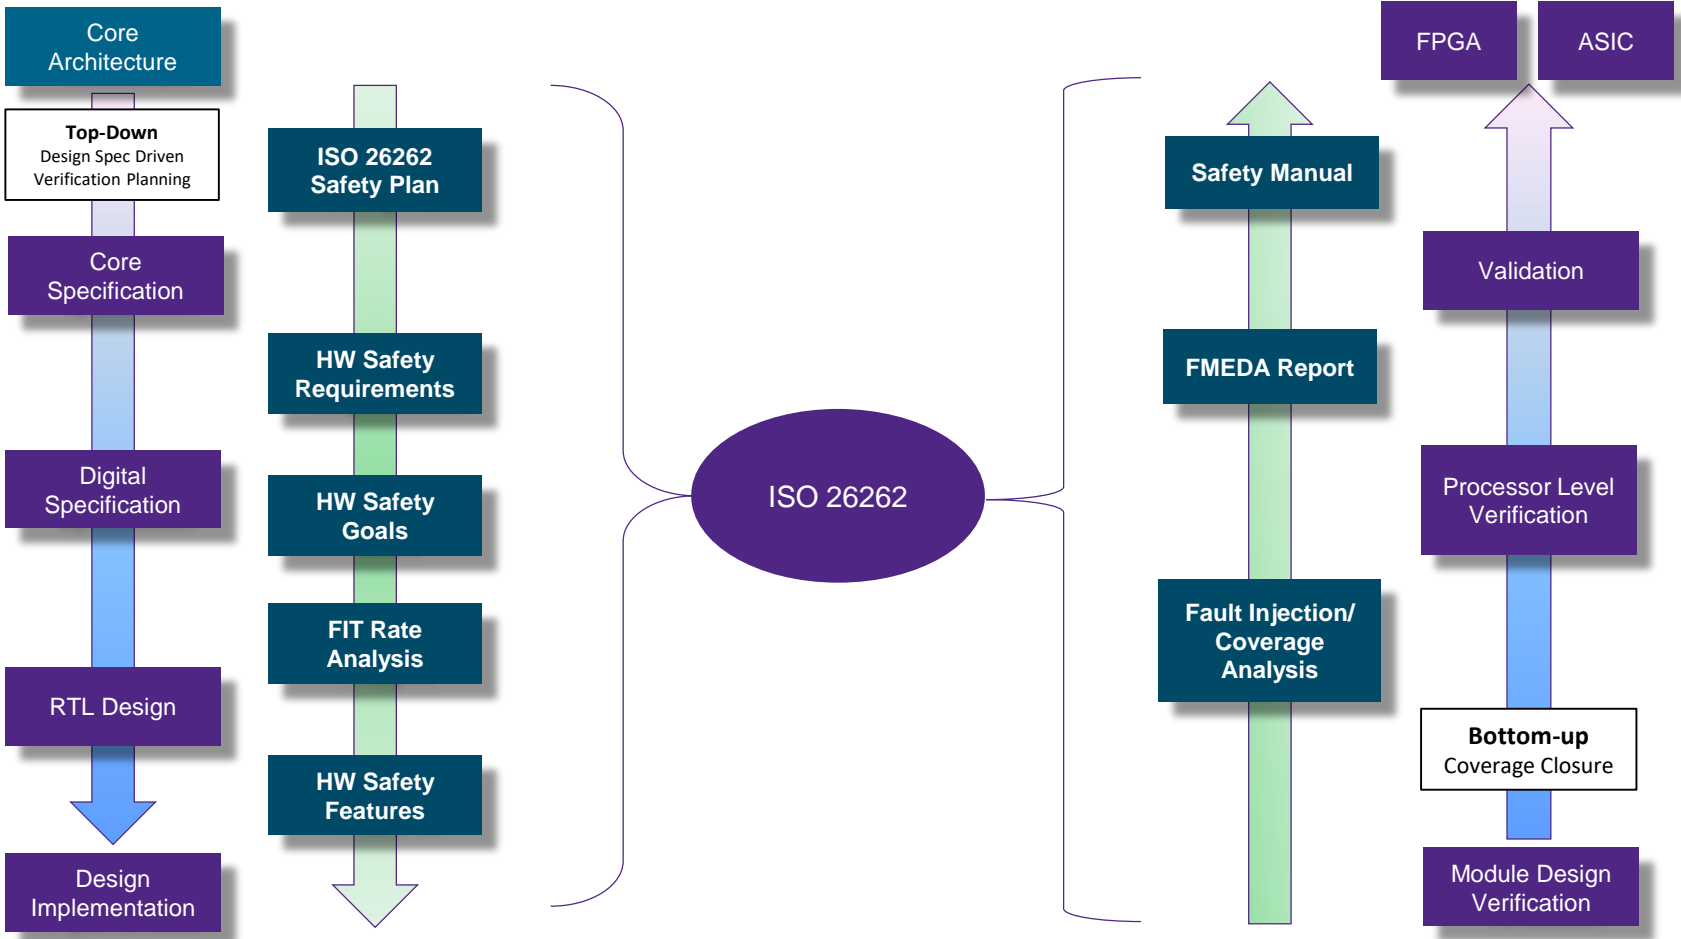 Core
Architecture
Top-Down
Design Spec Driven
Verification Planning
Core
Specification
Digital
Specification
RTL Design
Design
Implementation
ISO 26262
Safety Plan
HW Safety
Requirements
HW Safety
Goals
FIT Rate
Analysis
HW Safety
Features
ISO 26262
Safety Manual
FMEDA Report
Fault Injection/
Coverage
Analysis
FPGA
ASIC
Validation
Processor Level
Verification
Bottom-up
Coverage Closure
Module Design
Verification